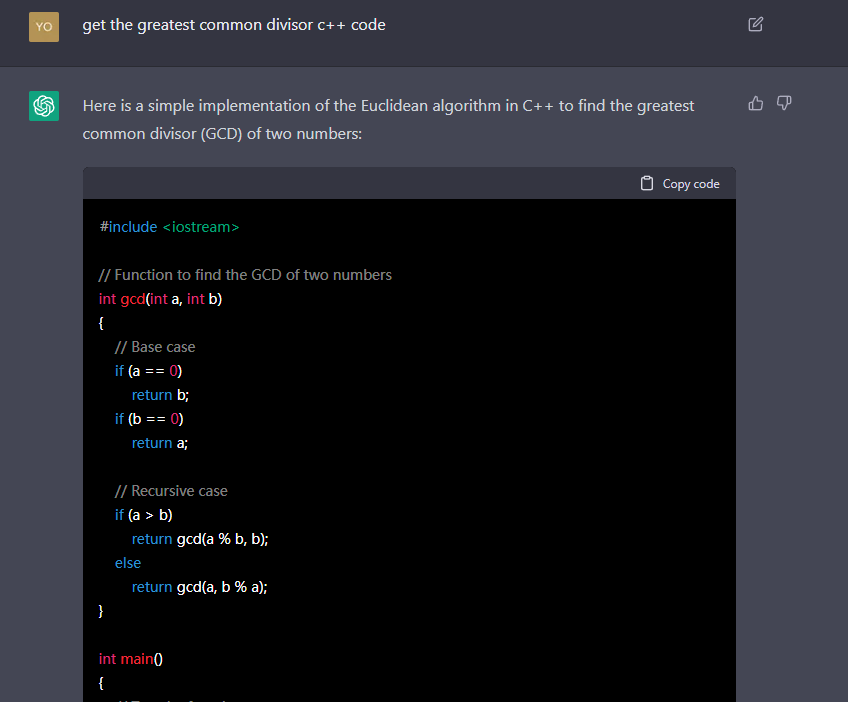 YO
get the greatest common divisor c++ code
Here is a simple implementation of the Euclidean algorithm in C++ to find the greatest
common divisor (GCD) of two numbers:
Copy code
#include <iostream>
// Function to find the GCD of two numbers
int gcd(int a, int b)
{
// Base case
if (a == 0)
return b;
if (b == 0)
return a;
// Recursive case
if (a > b)
return gcd(a % b, b);
else
return gcd(a, b % a);
}
int main()
{